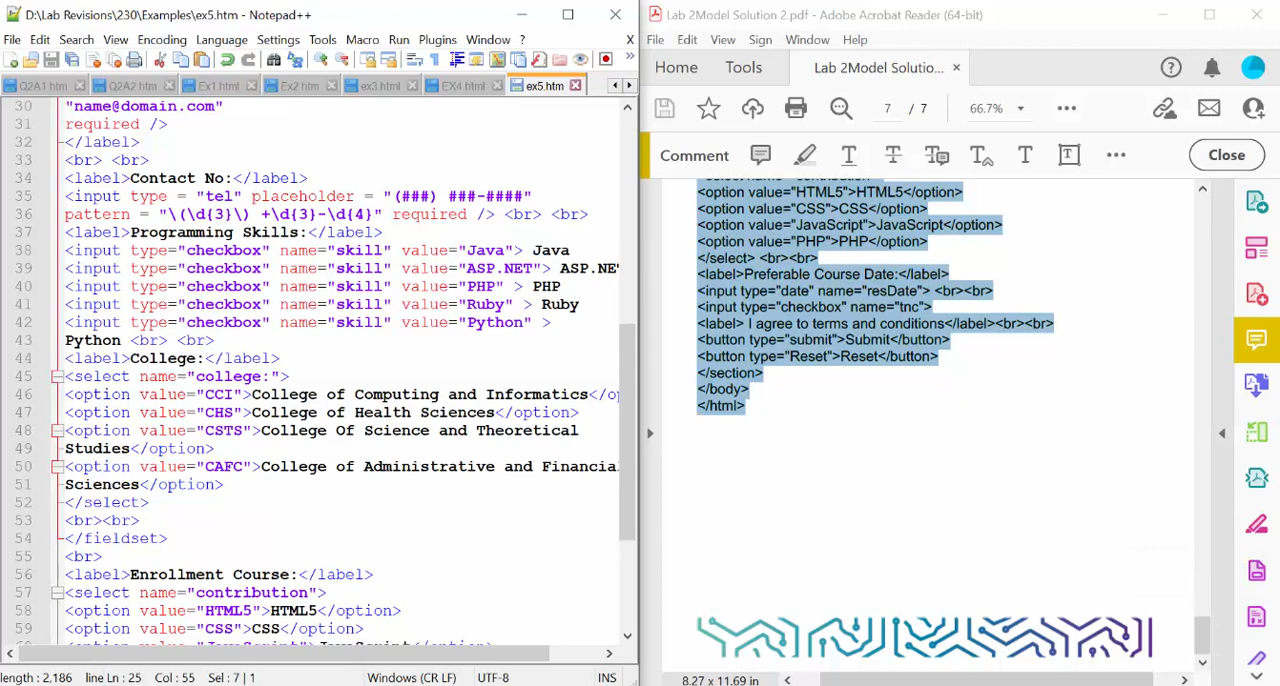 D:\Lab Revisions\230\Examples\ex5.htm - Notepad++
File Edit Search View Encoding Language Settings Tools Macro Run Plugins Window ? X
Q2A1.htm Q2A2.htm Ex1.html Ex2.htm ex3.html EX4.html ex5.htm
30 "name@domain.com"
31 required />
32 </label>
33 <br> <br>
34 <label>Contact No:</label>
35 <input type = "tel" placeholder = "(###) ###-####"
36 pattern = "\(\d{3}\) +\d{3}-\d{4}" required /> <br> <br>
37 <label>Programming Skills:</label>
38 <input type="checkbox" name="skill" value="Java"> Java
39 <input type="checkbox" name="skill" value="ASP.NET"> ASP.NE
40 <input type="checkbox" name="skill" value="PHP" > PHP
41 <input type="checkbox" name="skill" value="Ruby" > Ruby
42 <input type="checkbox" name="skill" value="Python" >
43 Python <br> <br>
44 <label>College:</label>
45 <select name="college:">
46 <option value="CCI">College of Computing and Informatics</o
47 <option value="CHS">College of Health Sciences</option>
48 <option value="CSTS">College Of Science and Theoretical
49 Studies</option>
50 <option value="CAFC">College of Administrative and Financia
51 Sciences</option>
52 </select>
53 <br><br>
54 </fieldset>
55 <br>
56 <label>Enrollment Course:</label>
57 <select name="contribution">
58 <option value="HTML5">HTML5</option>
59 <option value="CSS">CSS</option>
length : 2,186 line Ln : 25 Col : 55 Sel : 7 | 1 Windows (CR LF) UTF-8 INS
Lab 2Model Solution 2.pdf - Adobe Acrobat Reader (64-bit)
File Edit View Sign Window Help
Home Tools Lab 2Model Solutio... ×
7 / 7 66.7%
Comment Close
<option value="HTML5">HTML5</option>
<option value="CSS">CSS</option>
<option value="JavaScript">JavaScript</option>
<option value="PHP">PHP</option>
</select> <br><br>
<label>Preferable Course Date:</label>
<input type="date" name="resDate"> <br><br>
<input type="checkbox" name="tnc">
<label> I agree to terms and conditions</label><br><br>
<button type="submit">Submit</button>
<button type="Reset">Reset</button>
</section>
</body>
</html>
8.27 x 11.69 in